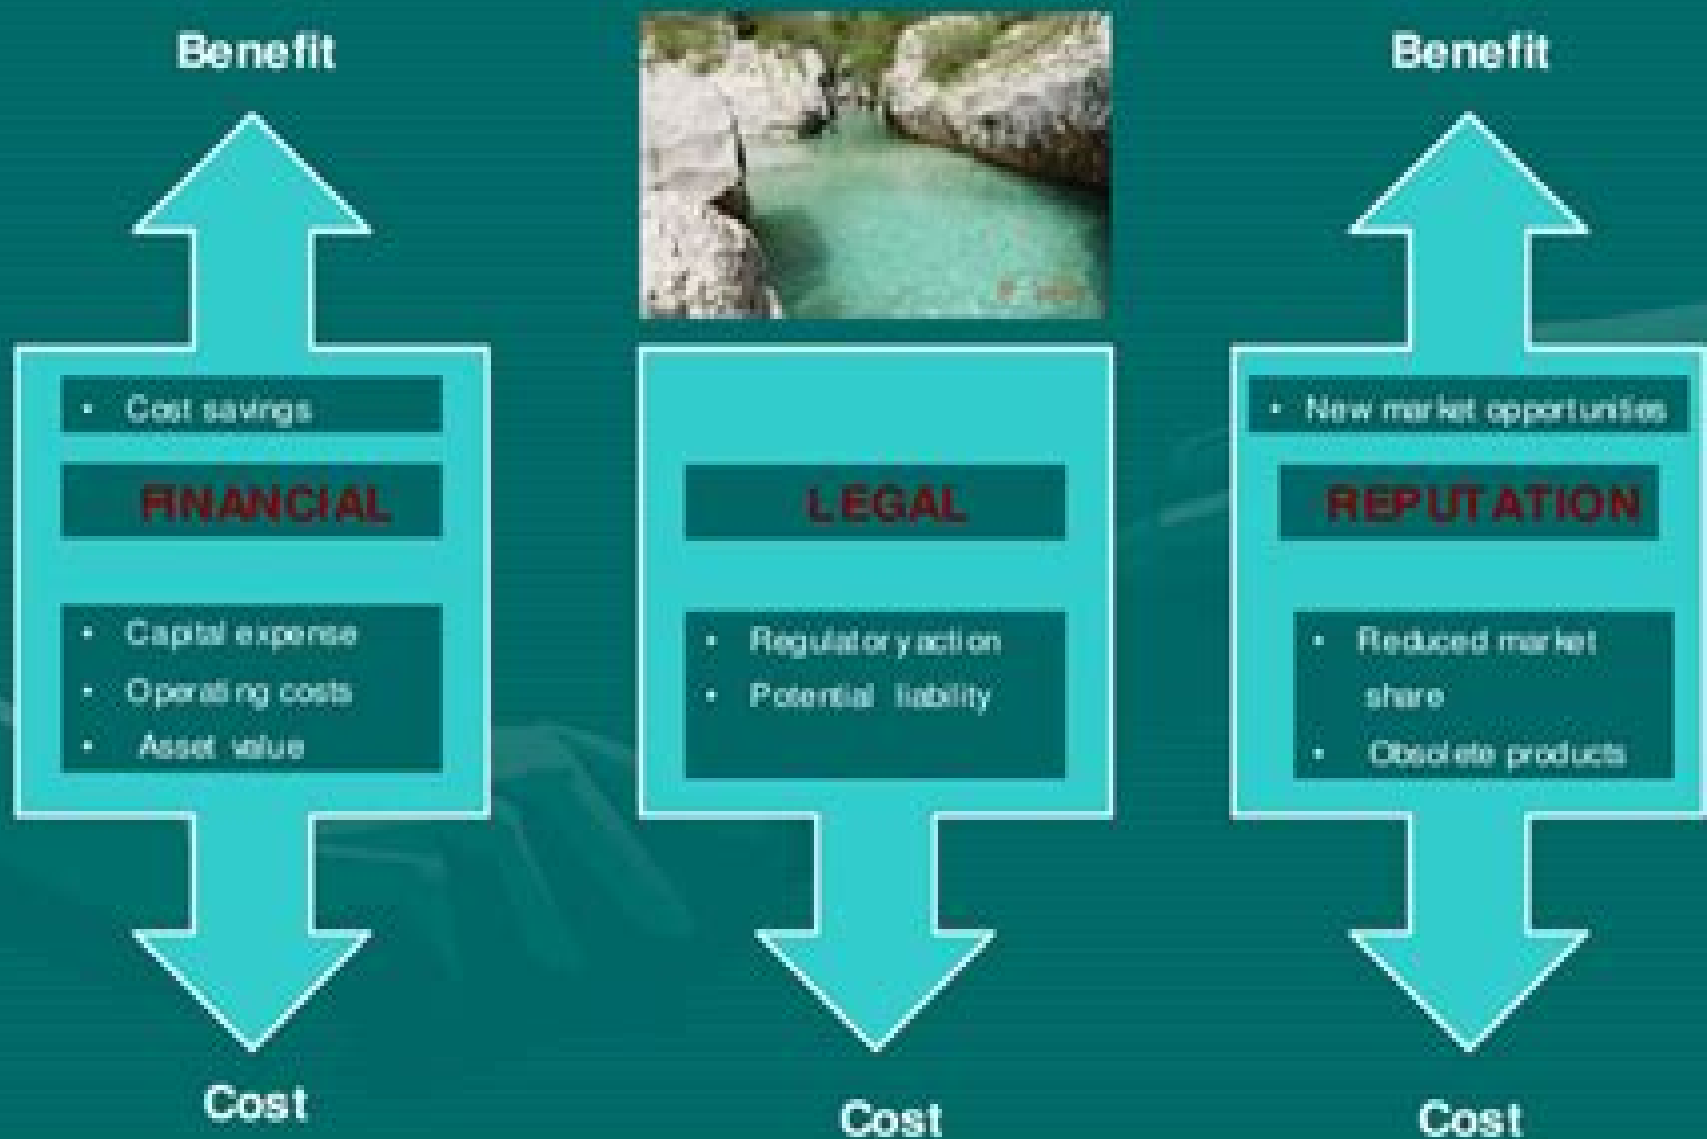 Benefit
• Cost savings
FINANCIAL
• Capital expense
• Operating costs
• Asset value
Cost
LEGAL
• Regulatory action
• Potential liability
Cost
Benefit
• New market opportunities
REPUTATION
• Reduced market
share
• Obsolete products
Cost